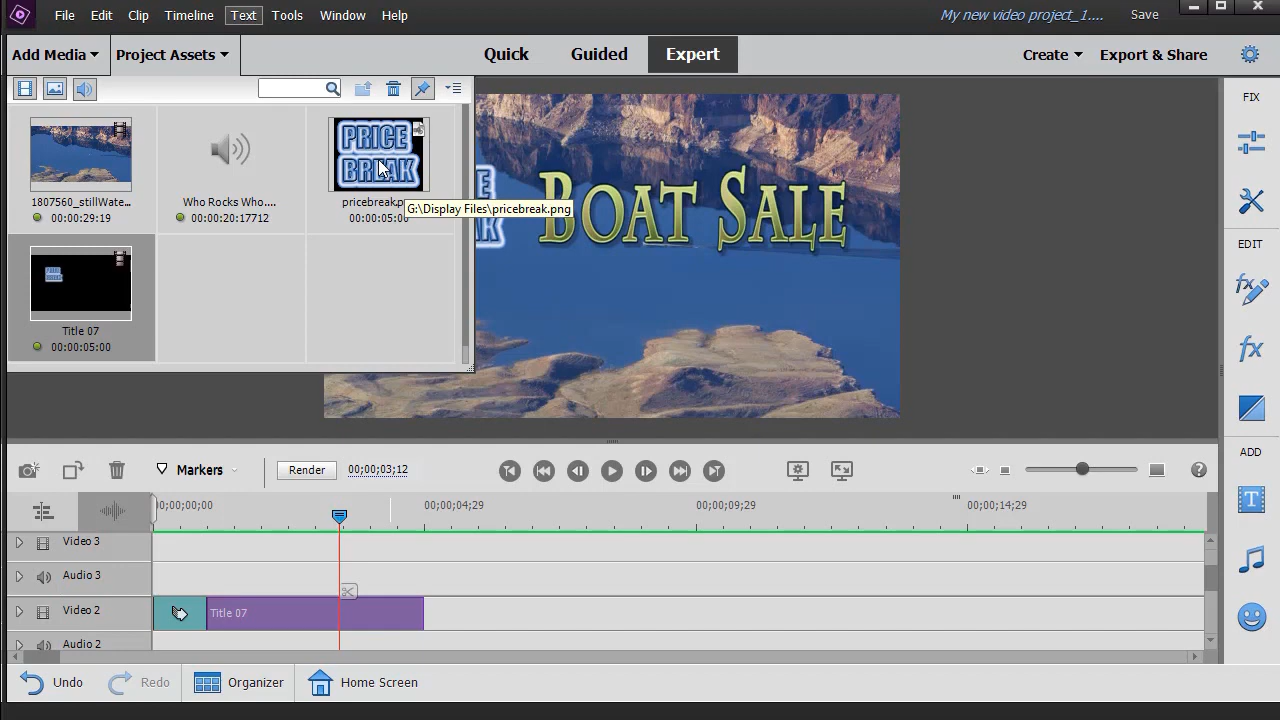 File Edit Clip Timeline Text Tools Window Help My new video project_1.... Save
Add Media Project Assets Quick Guided Expert Create Export & Share
FIX
PRICE
BREAK
1807560_stillWate... Who Rocks Who.... pricebreakp
00:00:29:19 00:00:20:17712 00:00:05:00
G:\Display Files\pricebreak.png
BOAT SALE
EDIT
Title 07
00:00:05:00
ADD
Markers Render 00;00;03;12
00;00;00;00 00;00;04;29 00;00;09;29 00;00;14;29
Video 3
Audio 3
Video 2 Title 07
Audio 2
Undo Redo Organizer Home Screen